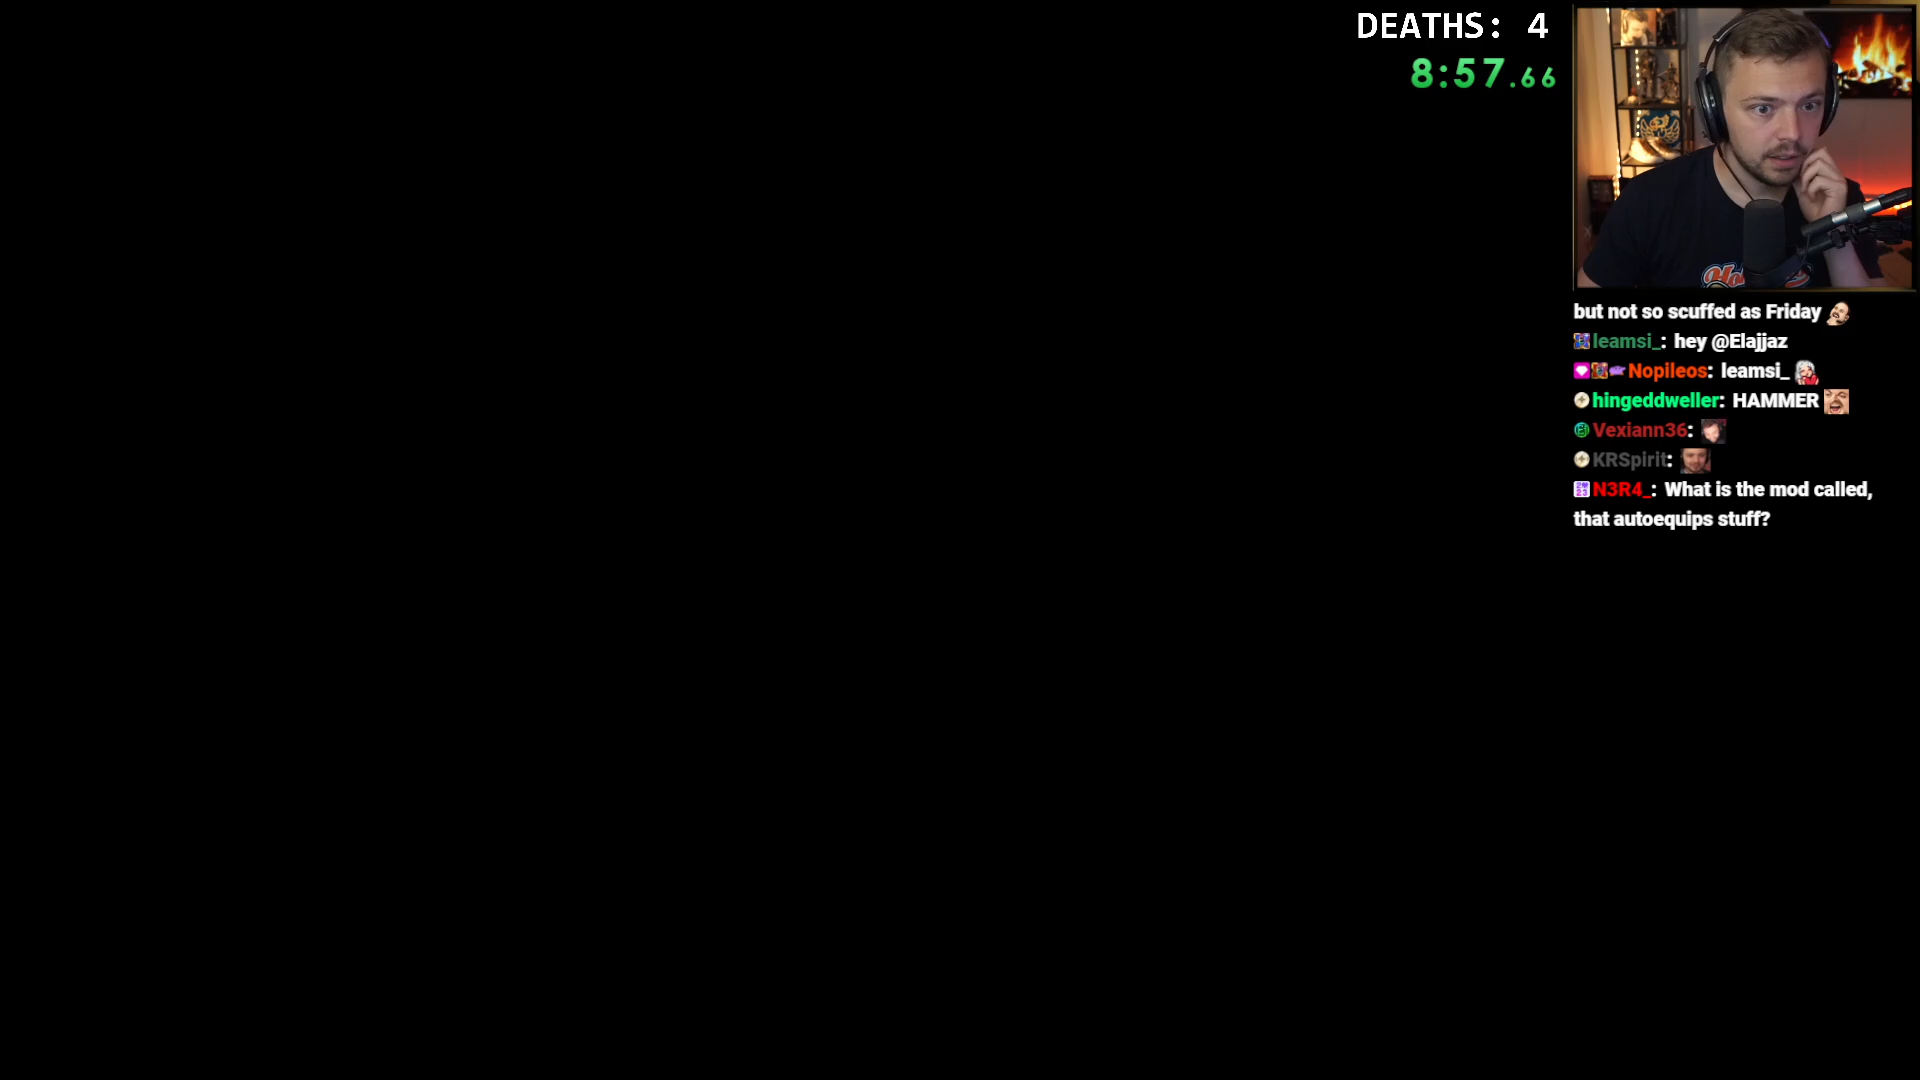 DEATHS: 4
8:57.66
but not so scuffed as Friday
leamsi_: hey @Elajjaz
Nopileos: leamsi_
hingeddweller: HAMMER
Vexiann36:
KRSpirit:
N3R4_: What is the mod called,
that autoequips stuff?